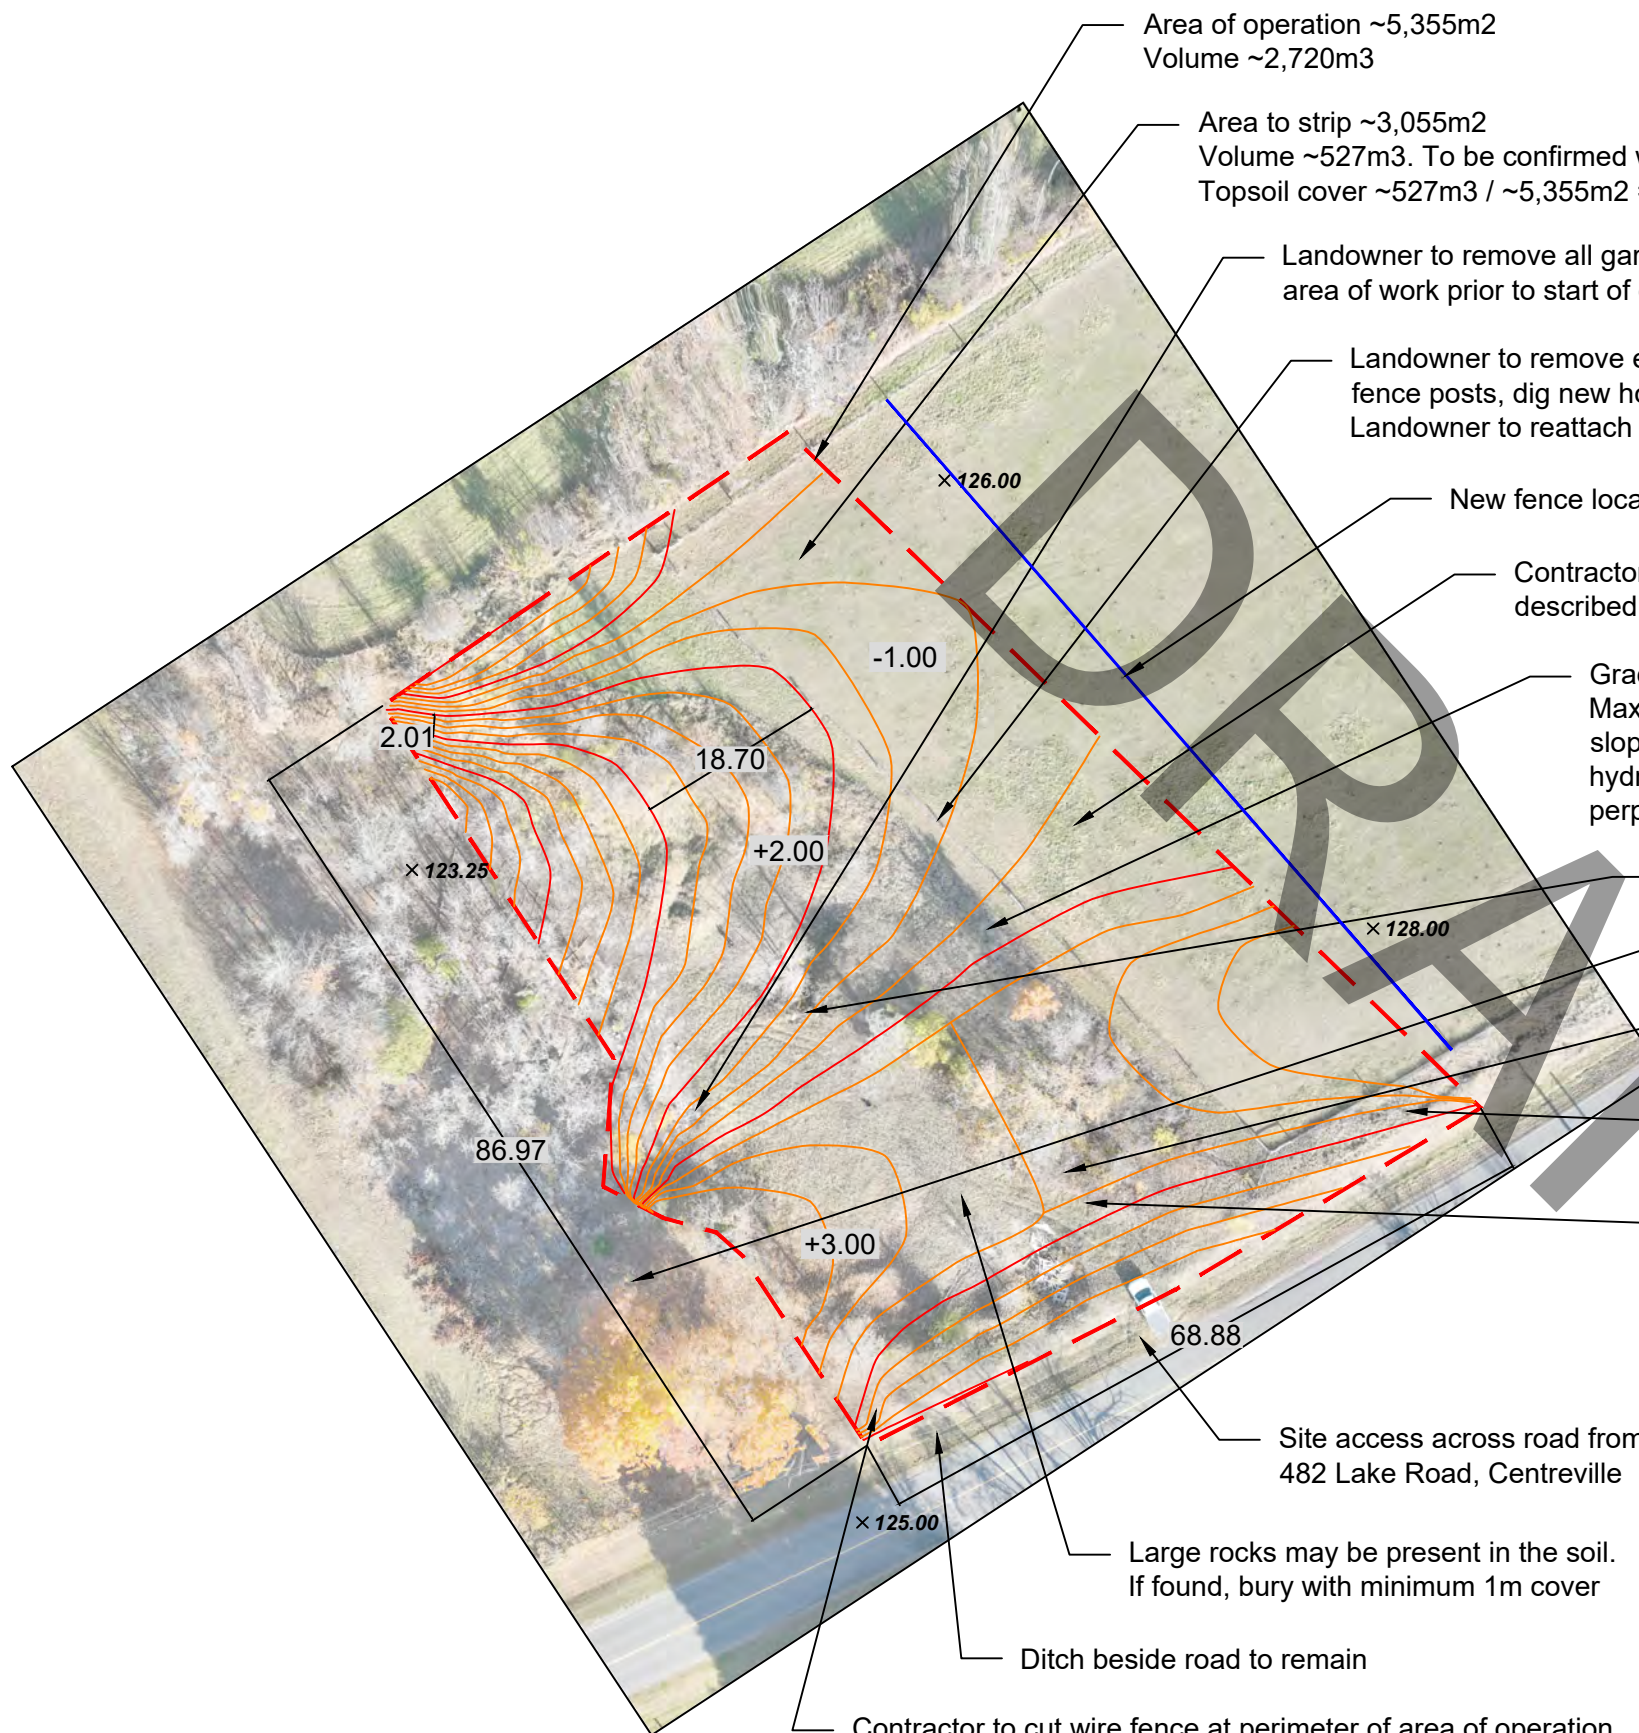 Area of operation ~5,355m2
Volume ~2,720m3
Area to strip ~3,055m2
Volume ~527m3. To be confirmed
Topsoil cover ~527m3 / ~5,355m2
Landowner to remove all
area of work prior to start of
Landowner to remove
fence posts, dig new
Landowner to reattach
126.00
New fence
Contractor
described
-1.00
Max
2.01
18.70
+2.00
123.25
128.00
DRA
86.97
+3.00
68.88
Site access across road from
482 Lake Road, Centreville
125.00
Large rocks may be present in the soil.
If found, bury with minimum 1m cover
Ditch beside road to remain
Contractor to cut wire fence at perimeter of area of operation